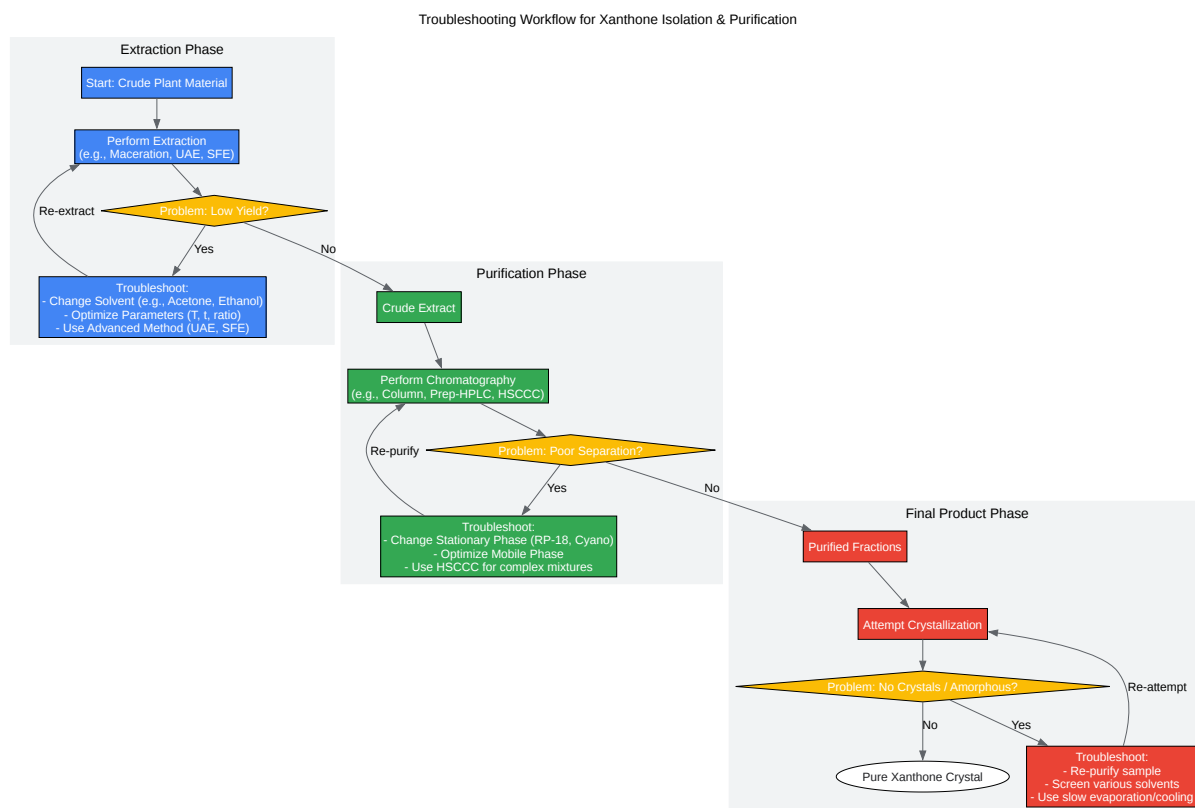 Troubleshooting Workflow for Xanthone Isolation & Purification
Extraction Phase
Start: Crude Plant Material
Perform Extraction
(e.g., Maceration, UAE, SFE)
Problem: Low Yield?
Re-extract
Yes
No
Troubleshoot:
- Change Solvent (e.g., Acetone, Ethanol)
- Optimize Parameters (T, t, ratio)
- Use Advanced Method (UAE, SFE)
Purification Phase
Crude Extract
Perform Chromatography
(e.g., Column, Prep-HPLC, HSCCC)
Problem: Poor Separation?
Re-purify
Yes
No
Troubleshoot:
- Change Stationary Phase (RP-18, Cyano)
- Optimize Mobile Phase
- Use HSCCC for complex mixtures
Final Product Phase
Purified Fractions
Attempt Crystallization
Problem: No Crystals / Amorphous?
Re-attempt
No
Yes
Pure Xanthone Crystal
Troubleshoot:
- Re-purify sample
- Screen various solvents
- Use slow evaporation/cooling